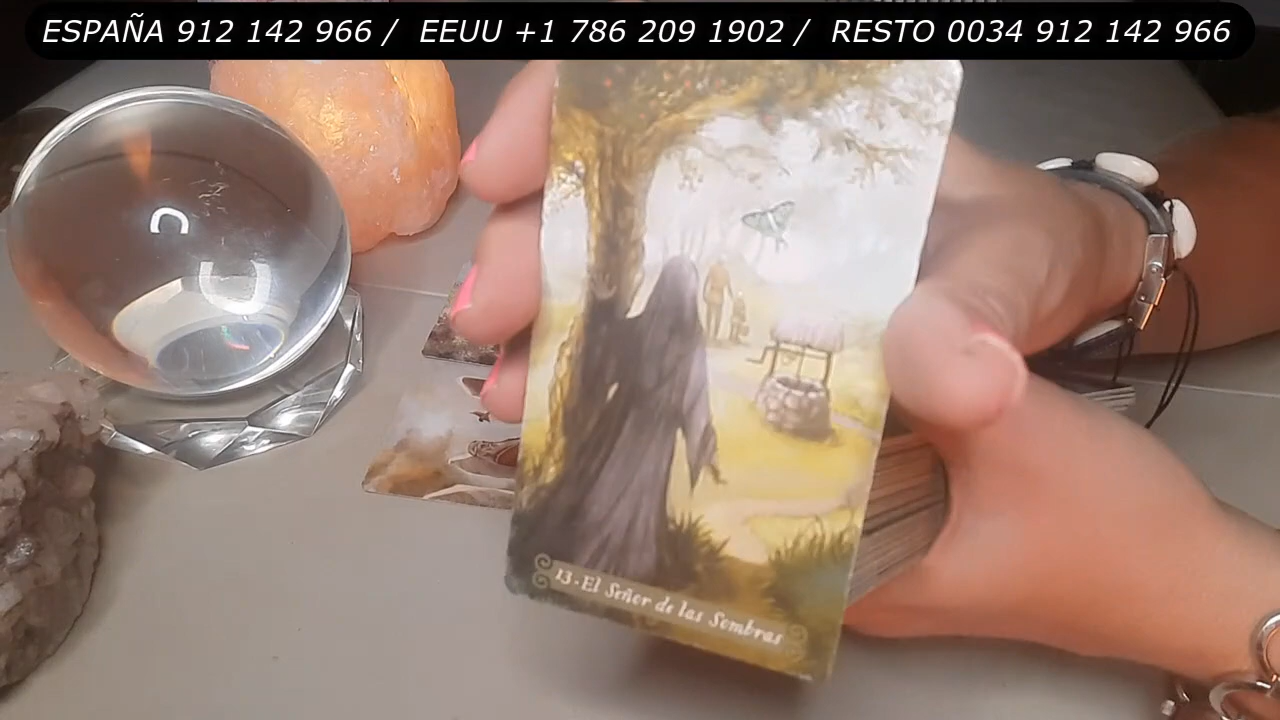 ESPAÑA 912 142 966 / EEUU +1 786 209 1902 / RESTO 0034 912 142 966
13-El Señor de las Sombras